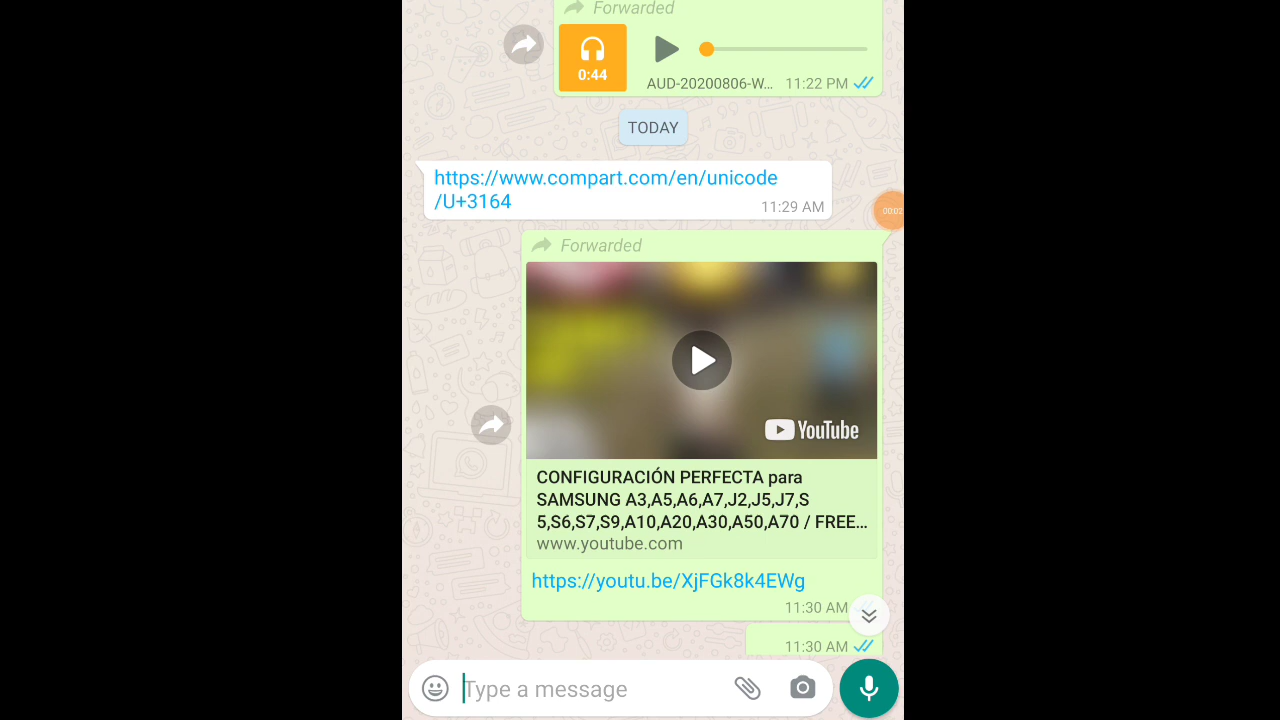 Forwarded
0:44
AUD-20200806-W... 11:22 PM
TODAY
https://www.compart.com/en/unicode
/U+3164
11:29 AM
00:02
Forwarded
YouTube
CONFIGURACIÓN PERFECTA para
SAMSUNG A3,A5,A6,A7,J2,J5,J7,S
5,S6,S7,S9,A10,A20,A30,A50,A70 / FREE...
www.youtube.com
https://youtu.be/XjFGk8k4EWg
11:30 AM
11:30 AM
Type a message